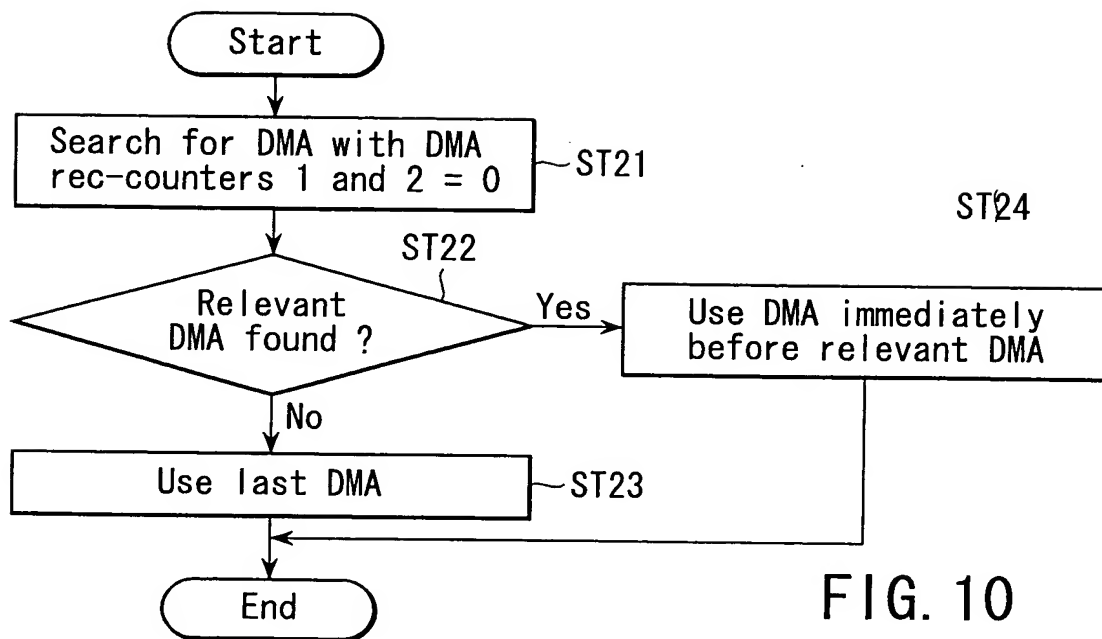 Start
Search for DMA with DMA
rec-counters 1 and 2 = 0
ST21
ST24
ST22
Relevant
DMA found ?
Yes
Use DMA immediately
before relevant DMA
No
Use last DMA
ST23
End
FIG. 10